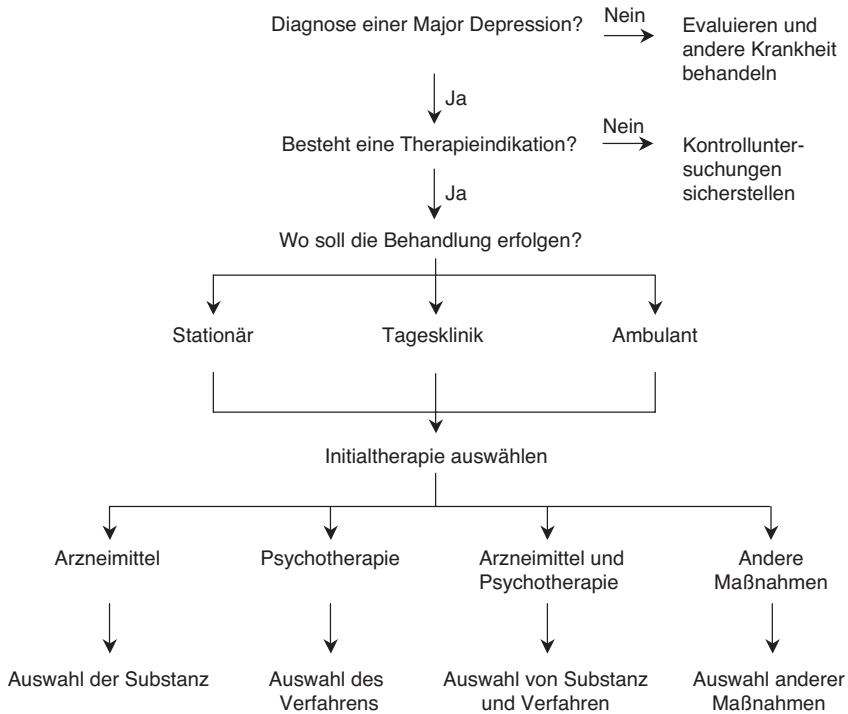 Diagnose einer Major Depression?
Nein
Evaluieren und
andere Krankheit
behandeln
Ja
Besteht eine Therapieindikation?
Nein
Kontrollunter-
suchungen
sicherstellen
Ja
Wo soll die Behandlung erfolgen?
Stationär
Tagesklinik
Ambulant
Initialtherapie auswählen
Arzneimittel
Psychotherapie
Arzneimittel und
Psychotherapie
Andere
Maßnahmen
Auswahl der Substanz
Auswahl des
Verfahrens
Auswahl von Substanz
und Verfahren
Auswahl anderer
Maßnahmen